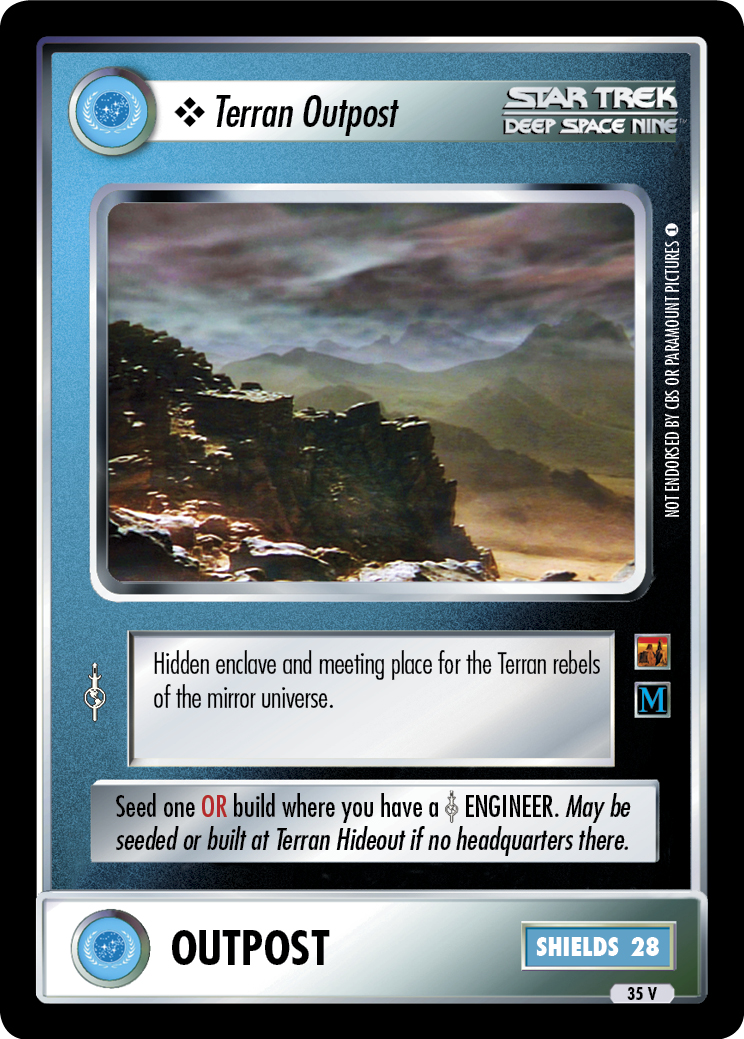 ❖ Terran Outpost
STAR TREK
DEEP SPACE NINE™
NOT ENDORSED BY CBS OR PARAMOUNT PICTURES 1
Hidden enclave and meeting place for the Terran rebels
of the mirror universe.
M
Seed one OR build where you have a ENGINEER. May be
seeded or built at Terran Hideout if no headquarters there.
OUTPOST
SHIELDS 28
35 V